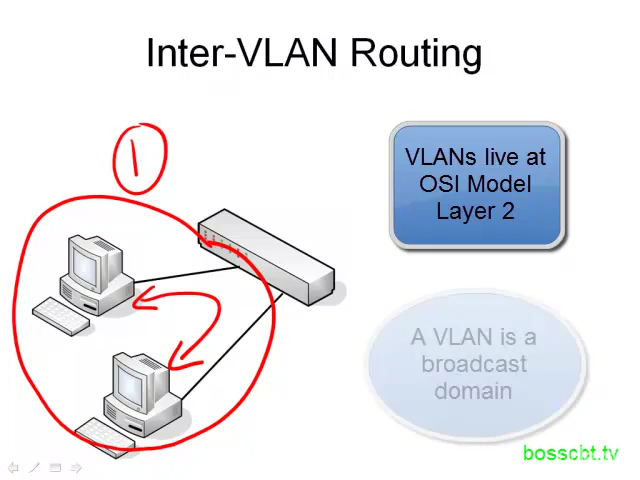 Inter-VLAN Routing
1
VLANs live at
OSI Model
Layer 2
A VLAN is a
broadcast
domain
bosscbt.tv